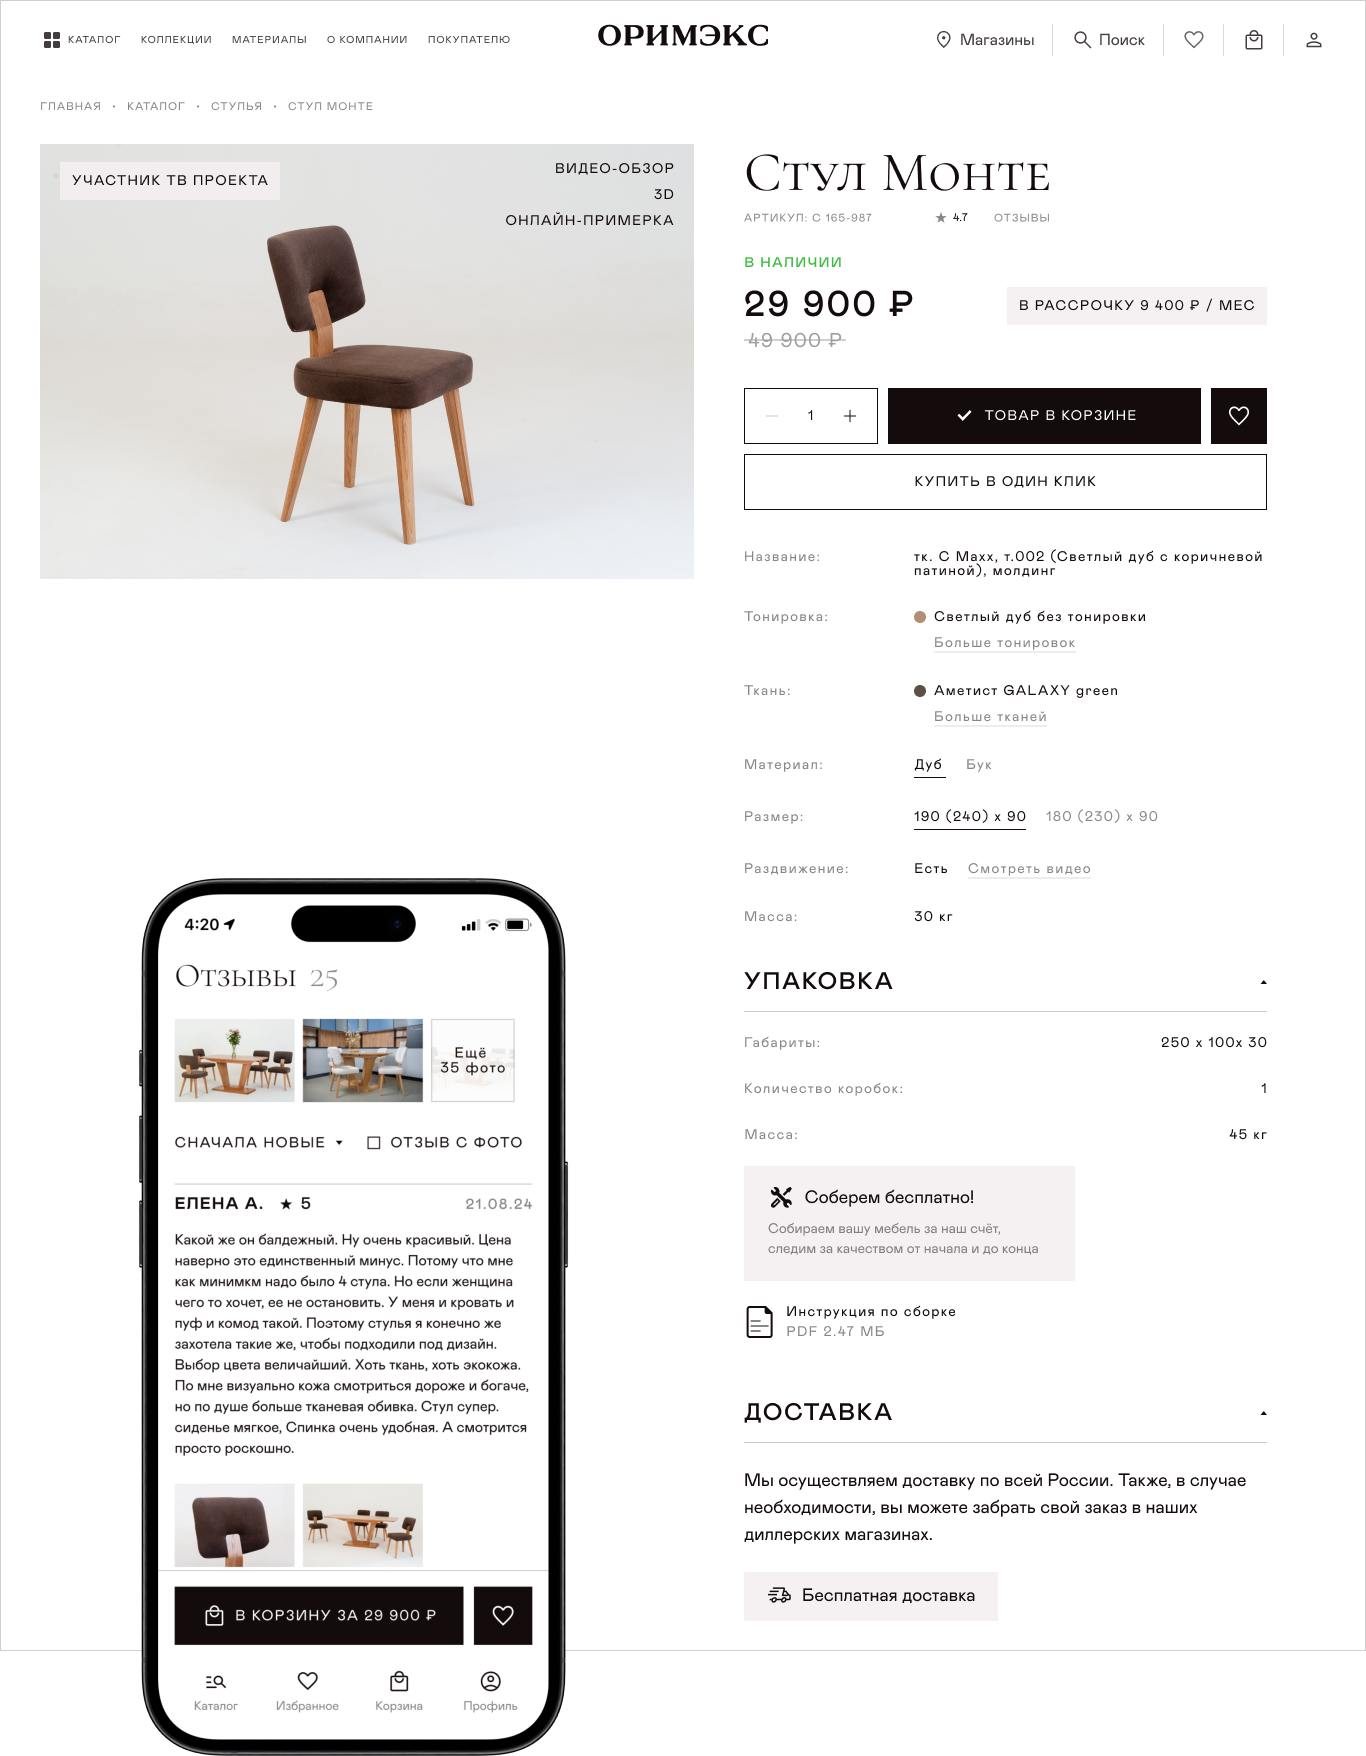 КАТАЛОГ КОЛЛЕКЦИИ МАТЕРИАЛЫ О КОМПАНИИ ПОКУПАТЕЛЮ
ОРИМЭКС
Магазины Поиск
ГЛАВНАЯ • КАТАЛОГ • СТУЛЬЯ • СТУЛ МОНТЕ
УЧАСТНИК ТВ ПРОЕКТА
ВИДЕО-ОБЗОР
3D
ОНЛАЙН-ПРИМЕРКА
Стул Монте
АРТИКУЛ: С 165-987 ★ 4.7 ОТЗЫВЫ
В НАЛИЧИИ
29 900 ₽
49 900 ₽
В РАССРОЧКУ 9 400 ₽ / МЕС
1
ТОВАР В КОРЗИНЕ
КУПИТЬ В ОДИН КЛИК
Название: тк. С Maxx, т.002 (Светлый дуб с коричневой
патиной), молдинг
Тонировка: Светлый дуб без тонировки
Больше тонировок
Ткань: Аметист GALAXY green
Больше тканей
Материал: Дуб Бук
Размер: 190 (240) x 90 180 (230) x 90
Раздвижение: Есть Смотреть видео
Масса: 30 кг
УПАКОВКА
Габариты: 250 x 100x 30
Количество коробок: 1
Масса: 45 кг
Соберем бесплатно!
Собираем вашу мебель за наш счёт,
следим за качеством от начала и до конца
Инструкция по сборке
PDF 2.47 МБ
ДОСТАВКА
Мы осуществляем доставку по всей России. Также, в случае
необходимости, вы можете забрать свой заказ в наших
диллерских магазинах.
Бесплатная доставка
4:20
Отзывы 25
Ещё
35 фото
СНАЧАЛА НОВЫЕ ОТЗЫВ С ФОТО
ЕЛЕНА А. ★ 5 21.08.24
Какой же он балдежный. Ну очень красивый. Цена
наверно это единственный минус. Потому что мне
как минимкм надо было 4 стула. Но если женщина
чего то хочет, ее не остановить. У меня и кровать и
пуф и комод такой. Поэтому стулья я конечно же
захотела такие же, чтобы подходили под дизайн.
Выбор цвета величайший. Хоть ткань, хоть экокожа.
По мне визуально кожа смотриться дороже и богаче,
но по душе больше тканевая обивка. Стул супер.
сиденье мягкое, Спинка очень удобная. А смотрится
просто роскошно.
В КОРЗИНУ ЗА 29 900 ₽
Каталог Избранное Корзина Профиль